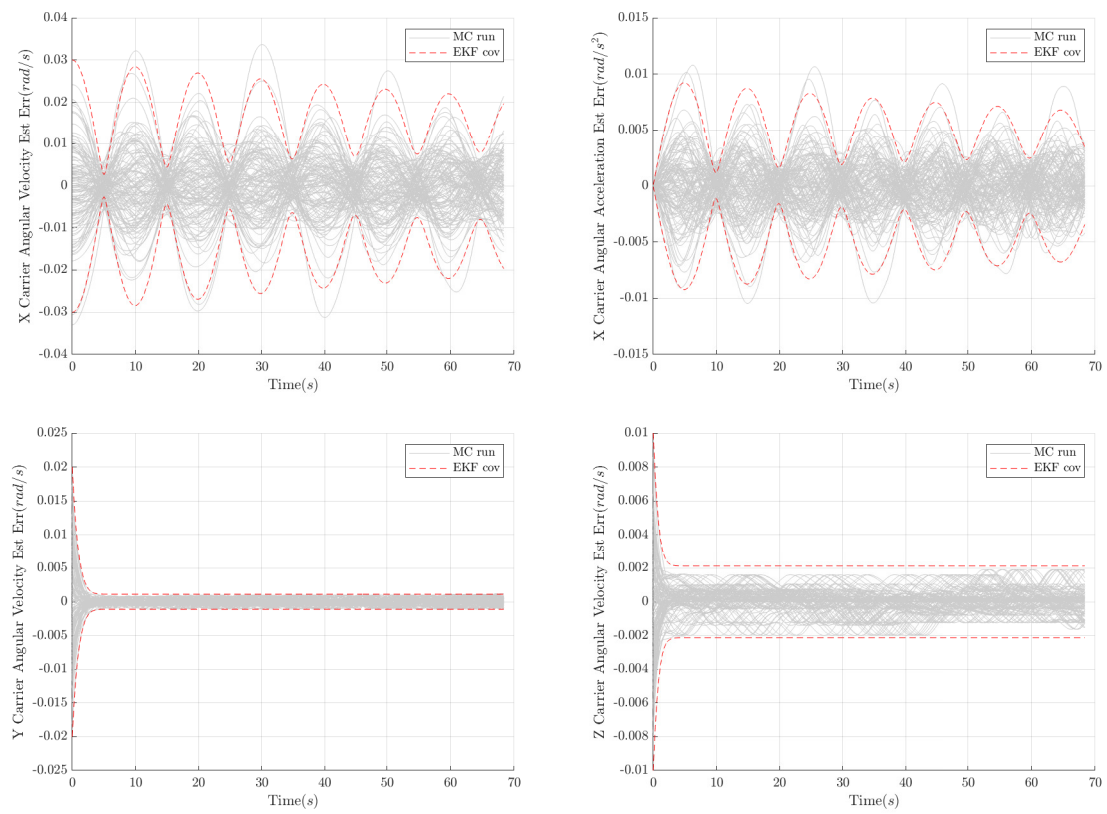 X Carrier Angular Velocity Est Err(rad/s)
0.04
0.03
0.02
0.01
0
-0.01
-0.02
-0.03
-0.04
MC run
EKF cov
0 10 20 30 40 50 60 70
Time(s)
X Carrier Angular Acceleration Est Err(rad/s²)
0.015
0.01
0.005
0
-0.005
-0.01
-0.015
MC run
EKF cov
0 10 20 30 40 50 60 70
Time(s)
Y Carrier Angular Velocity Est Err(rad/s)
0.025
0.02
0.015
0.01
0.005
0
-0.005
-0.01
-0.015
-0.02
-0.025
MC run
EKF cov
0 10 20 30 40 50 60 70
Time(s)
Z Carrier Angular Velocity Est Err(rad/s)
0.01
0.008
0.006
0.004
0.002
0
-0.002
-0.004
-0.006
-0.008
-0.01
MC run
EKF cov
0 10 20 30 40 50 60 70
Time(s)